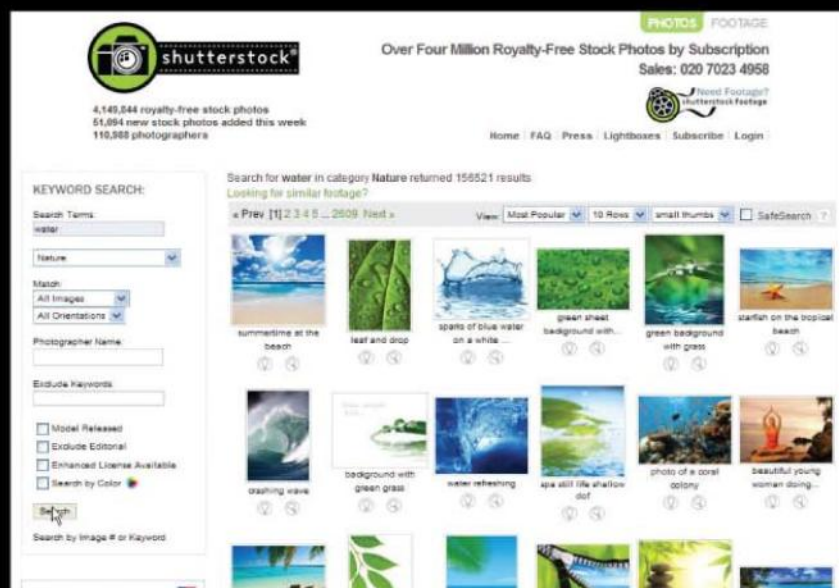 PHOTOS FOOTAGE
shutterstock®
Over Four Million Royalty-Free Stock Photos by Subscription
Sales: 020 7023 4958
Need Footage?
shutterstock footage
4,149,844 royalty-free stock photos
51,094 new stock photos added this week
110,988 photographers
Home | FAQ | Press | Lightboxes | Subscribe | Login
Search for water in category Nature returned 156521 results
Looking for similar footage?
« Prev [1] 2 3 4 5 ... 2609 Next »
View: Most Popular 10 Rows small thumbs SafeSearch ?
KEYWORD SEARCH:
Search Terms
water
Nature
Match:
All Images
All Orientations
Photographer Name
Exclude Keywords
Model Released
Exclude Editorial
Enhanced License Available
Search by Color
Search
Search by Image # or Keyword
summertime at the beach
leaf and drop
sparks of blue water on a white ...
green sheet background with...
green background with grass
starfish on the tropical beach
crashing wave
background with green grass
water refreshing
spa still life shallow dof
photo of a coral colony
beautiful young woman doing...